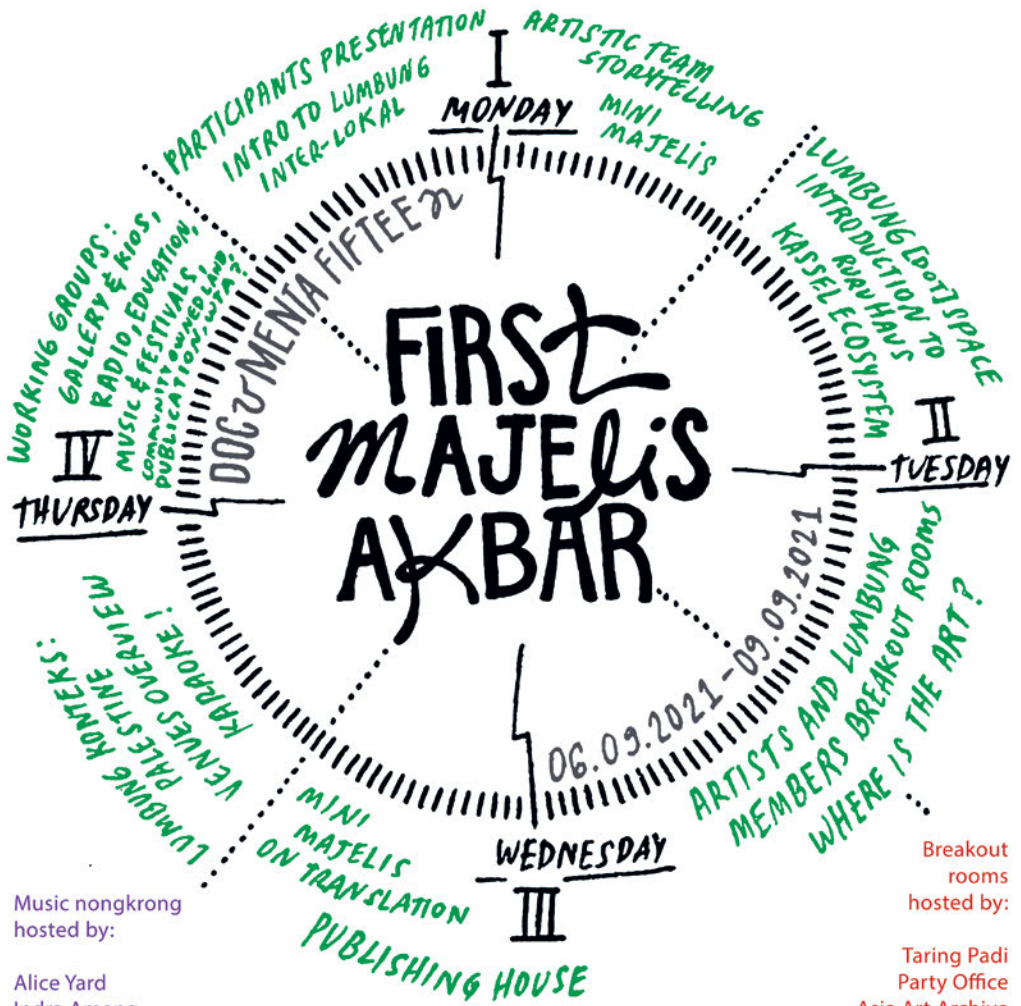 PARTICIPANTS PRESENTATION
INTRO TO LUMBUNG
INTER-LOKAL
I
MONDAY
ARTISTIC TEAM
STORYTELLING
MINI
MAJELIS
LUMBUNG[DOT]SPACE
INTRODUCTION TO
RURUHAUS
KASSEL ECOSYSTEM
II
TUESDAY
ARTISTS AND LUMBUNG
MEMBERS BREAKOUT ROOMS
WHERE IS THE ART?
WEDNESDAY
III
MINI
MAJELIS
ON TRANSLATION
PUBLISHING HOUSE
LUMBUNG KONTEKS:
PALESTINE
VENUES OVERVIEW
KARAOKE!
WORKING GROUPS:
GALLERY & KIOS,
RADIO, EDUCATION,
MUSIC & FESTIVALS,
COMMUNITY OWNED LAND,
PUBLICATION, WTA?
IV
THURSDAY
DOCUMENTA FIFTEEN
FIRST
MAJELIS
AKBAR
06.09.2021-09.09.2021
Music nongkrong
hosted by:
Alice Yard
Breakout
rooms
hosted by:
Taring Padi
Party Office